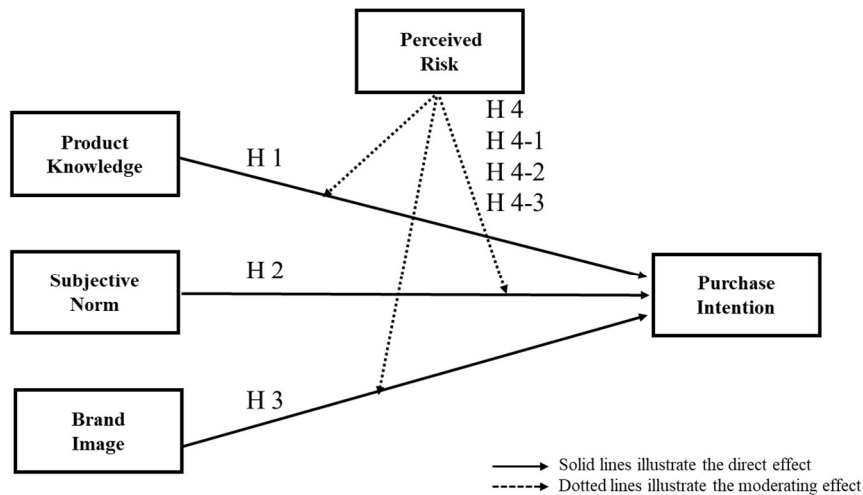 Perceived
Risk
H 4
H 4-1
H 4-2
H 4-3
Product
Knowledge
H 1
Subjective
Norm
H 2
Purchase
Intention
Brand
Image
H 3
Solid lines illustrate the direct effect
Dotted lines illustrate the moderating effect